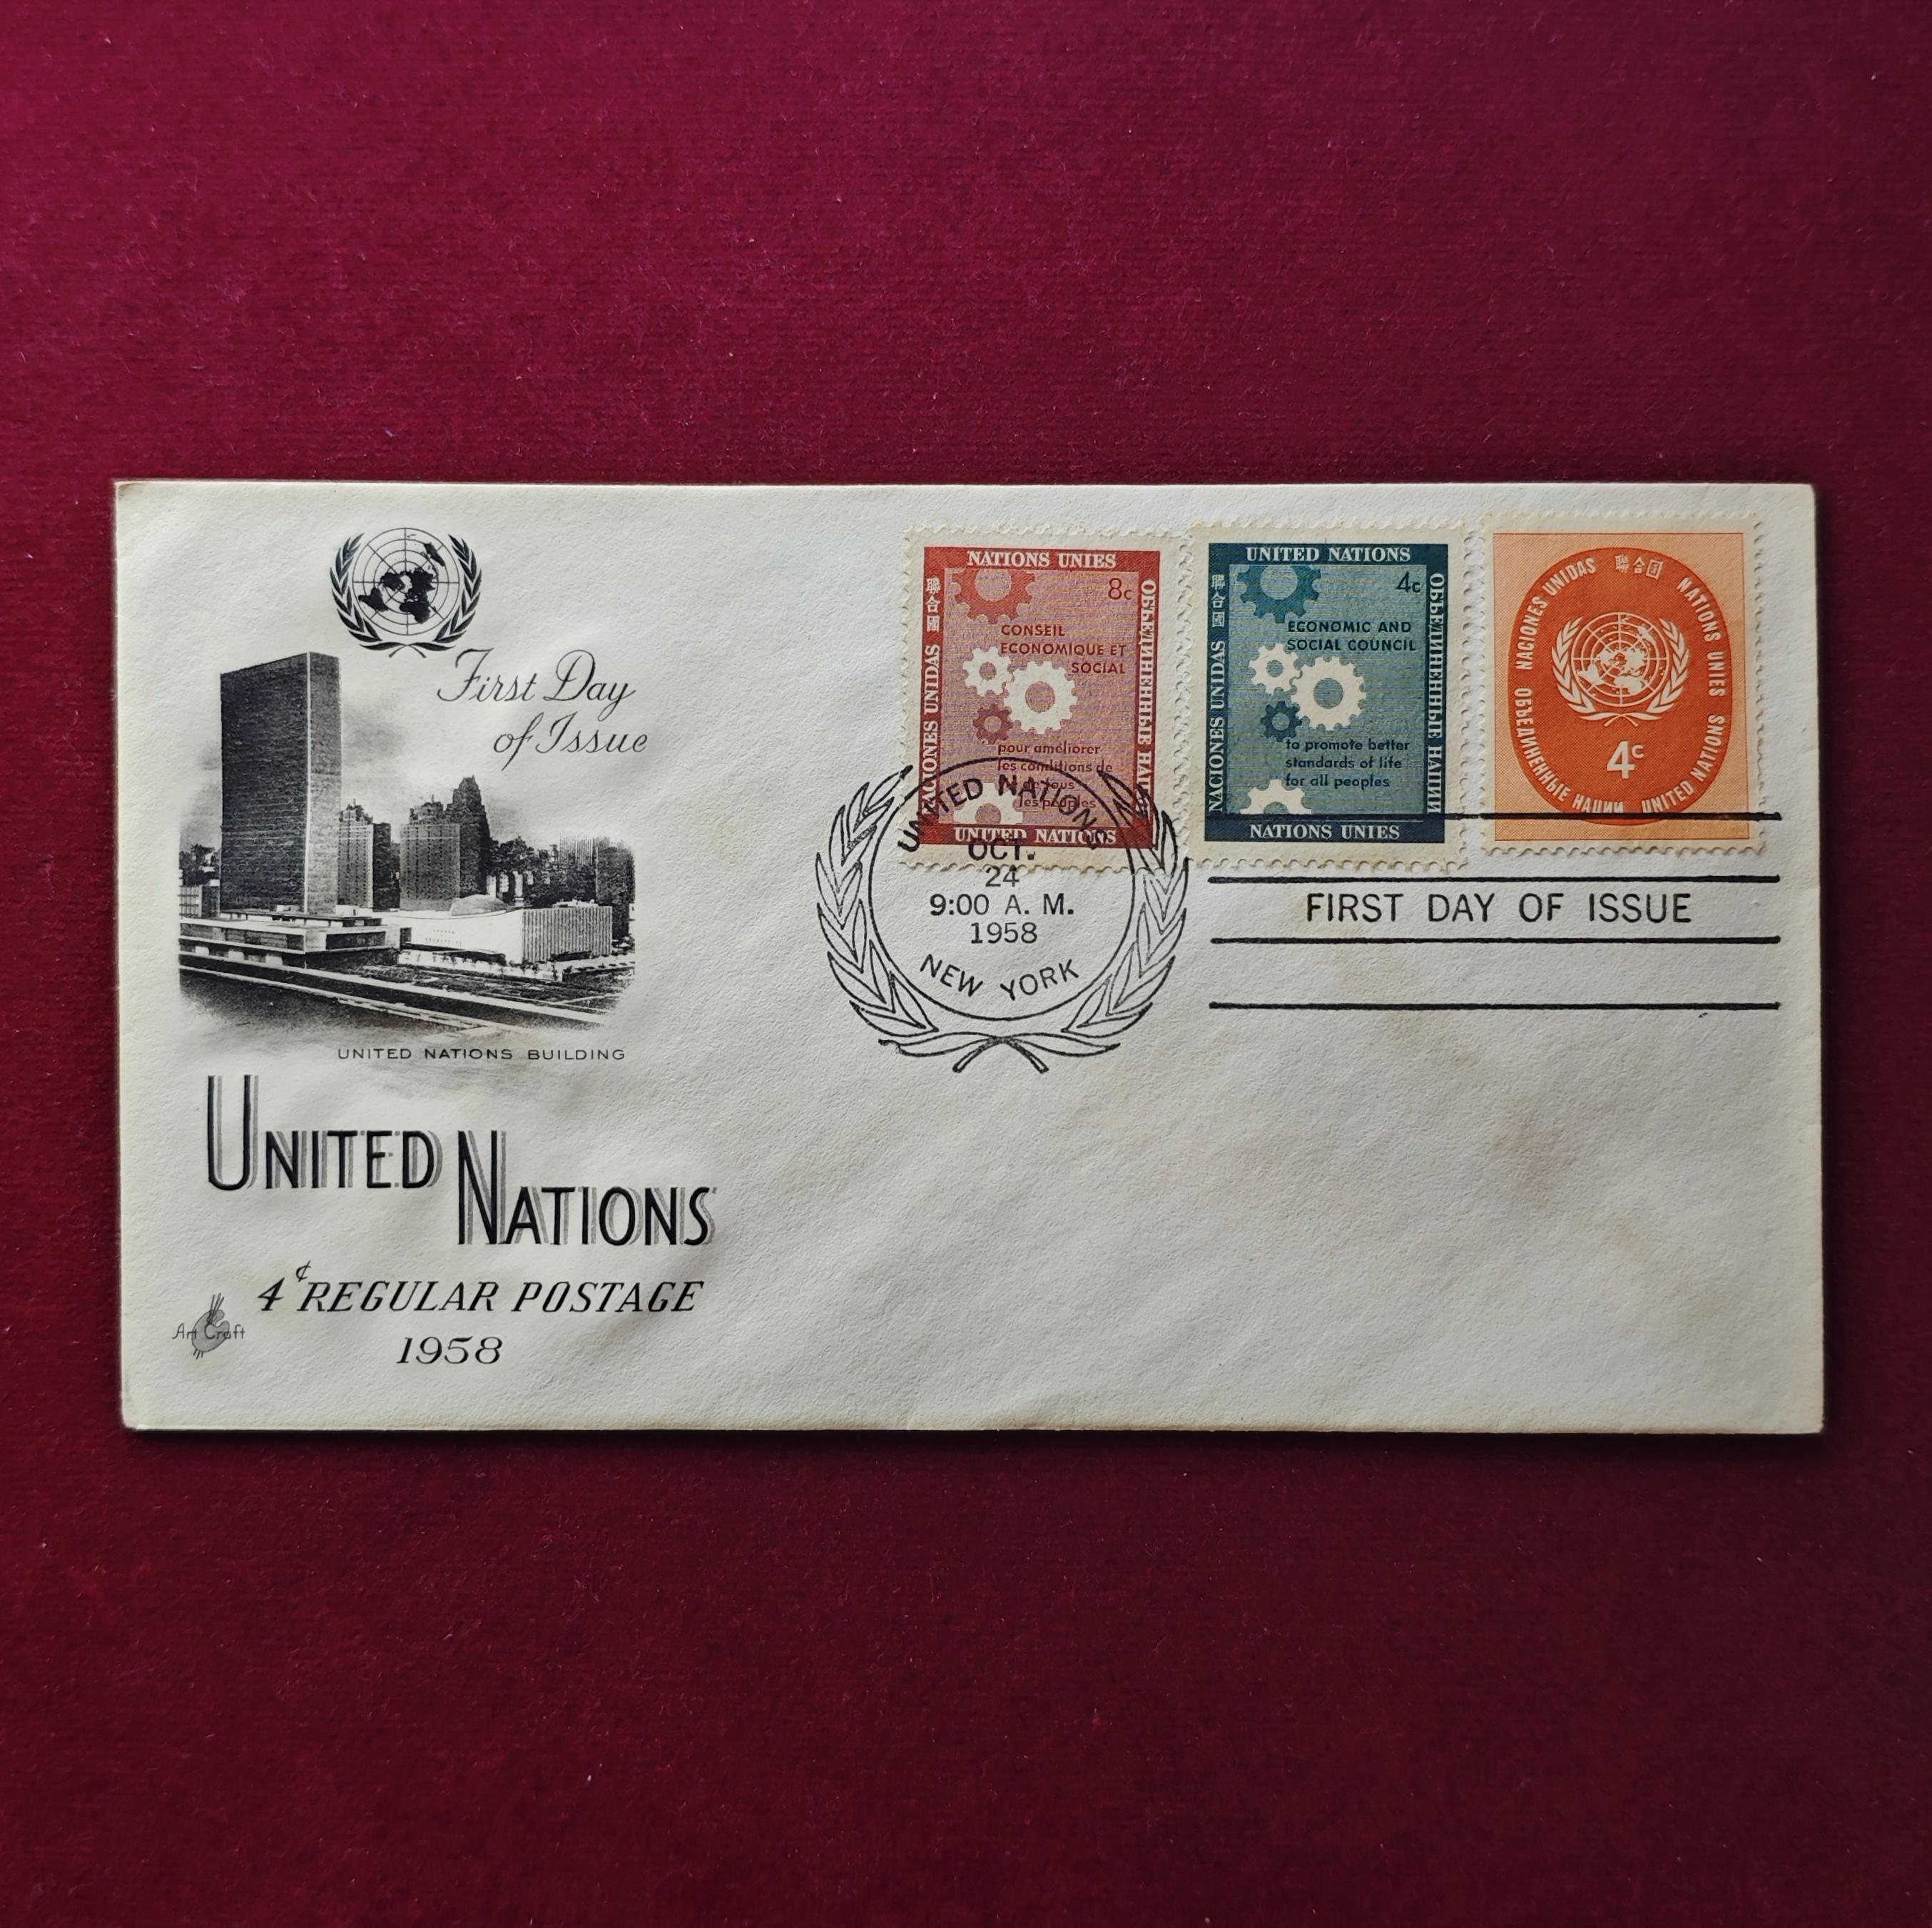 First Day
of Issue
UNITED NATIONS BUILDING
UNITED NATIONS
4¢ REGULAR POSTAGE
1958
Art Craft
NATIONS UNIES
8c
聯合國
NACIONES UNIDAS
ОБЪЕДИНЕННЫЕ НАЦИИ
CONSEIL
ECONOMIQUE ET
SOCIAL
pour améliorer
les conditions de
tous
les peuples
UNITED NATIONS
UNITED NATIONS
4c
聯合國
NACIONES UNIDAS
ОБЪЕДИНЕННЫЕ НАЦИИ
ECONOMIC AND
SOCIAL COUNCIL
to promote better
standards of life
for all peoples
NATIONS UNIES
NACIONES UNIDAS 聯合国 NATIONS UNIES UNITED NATIONS ОБЪЕДИНЕННЫЕ НАЦИИ
4c
UNITED NATIONS
OCT.
24
9:00 A. M.
1958
NEW YORK
FIRST DAY OF ISSUE